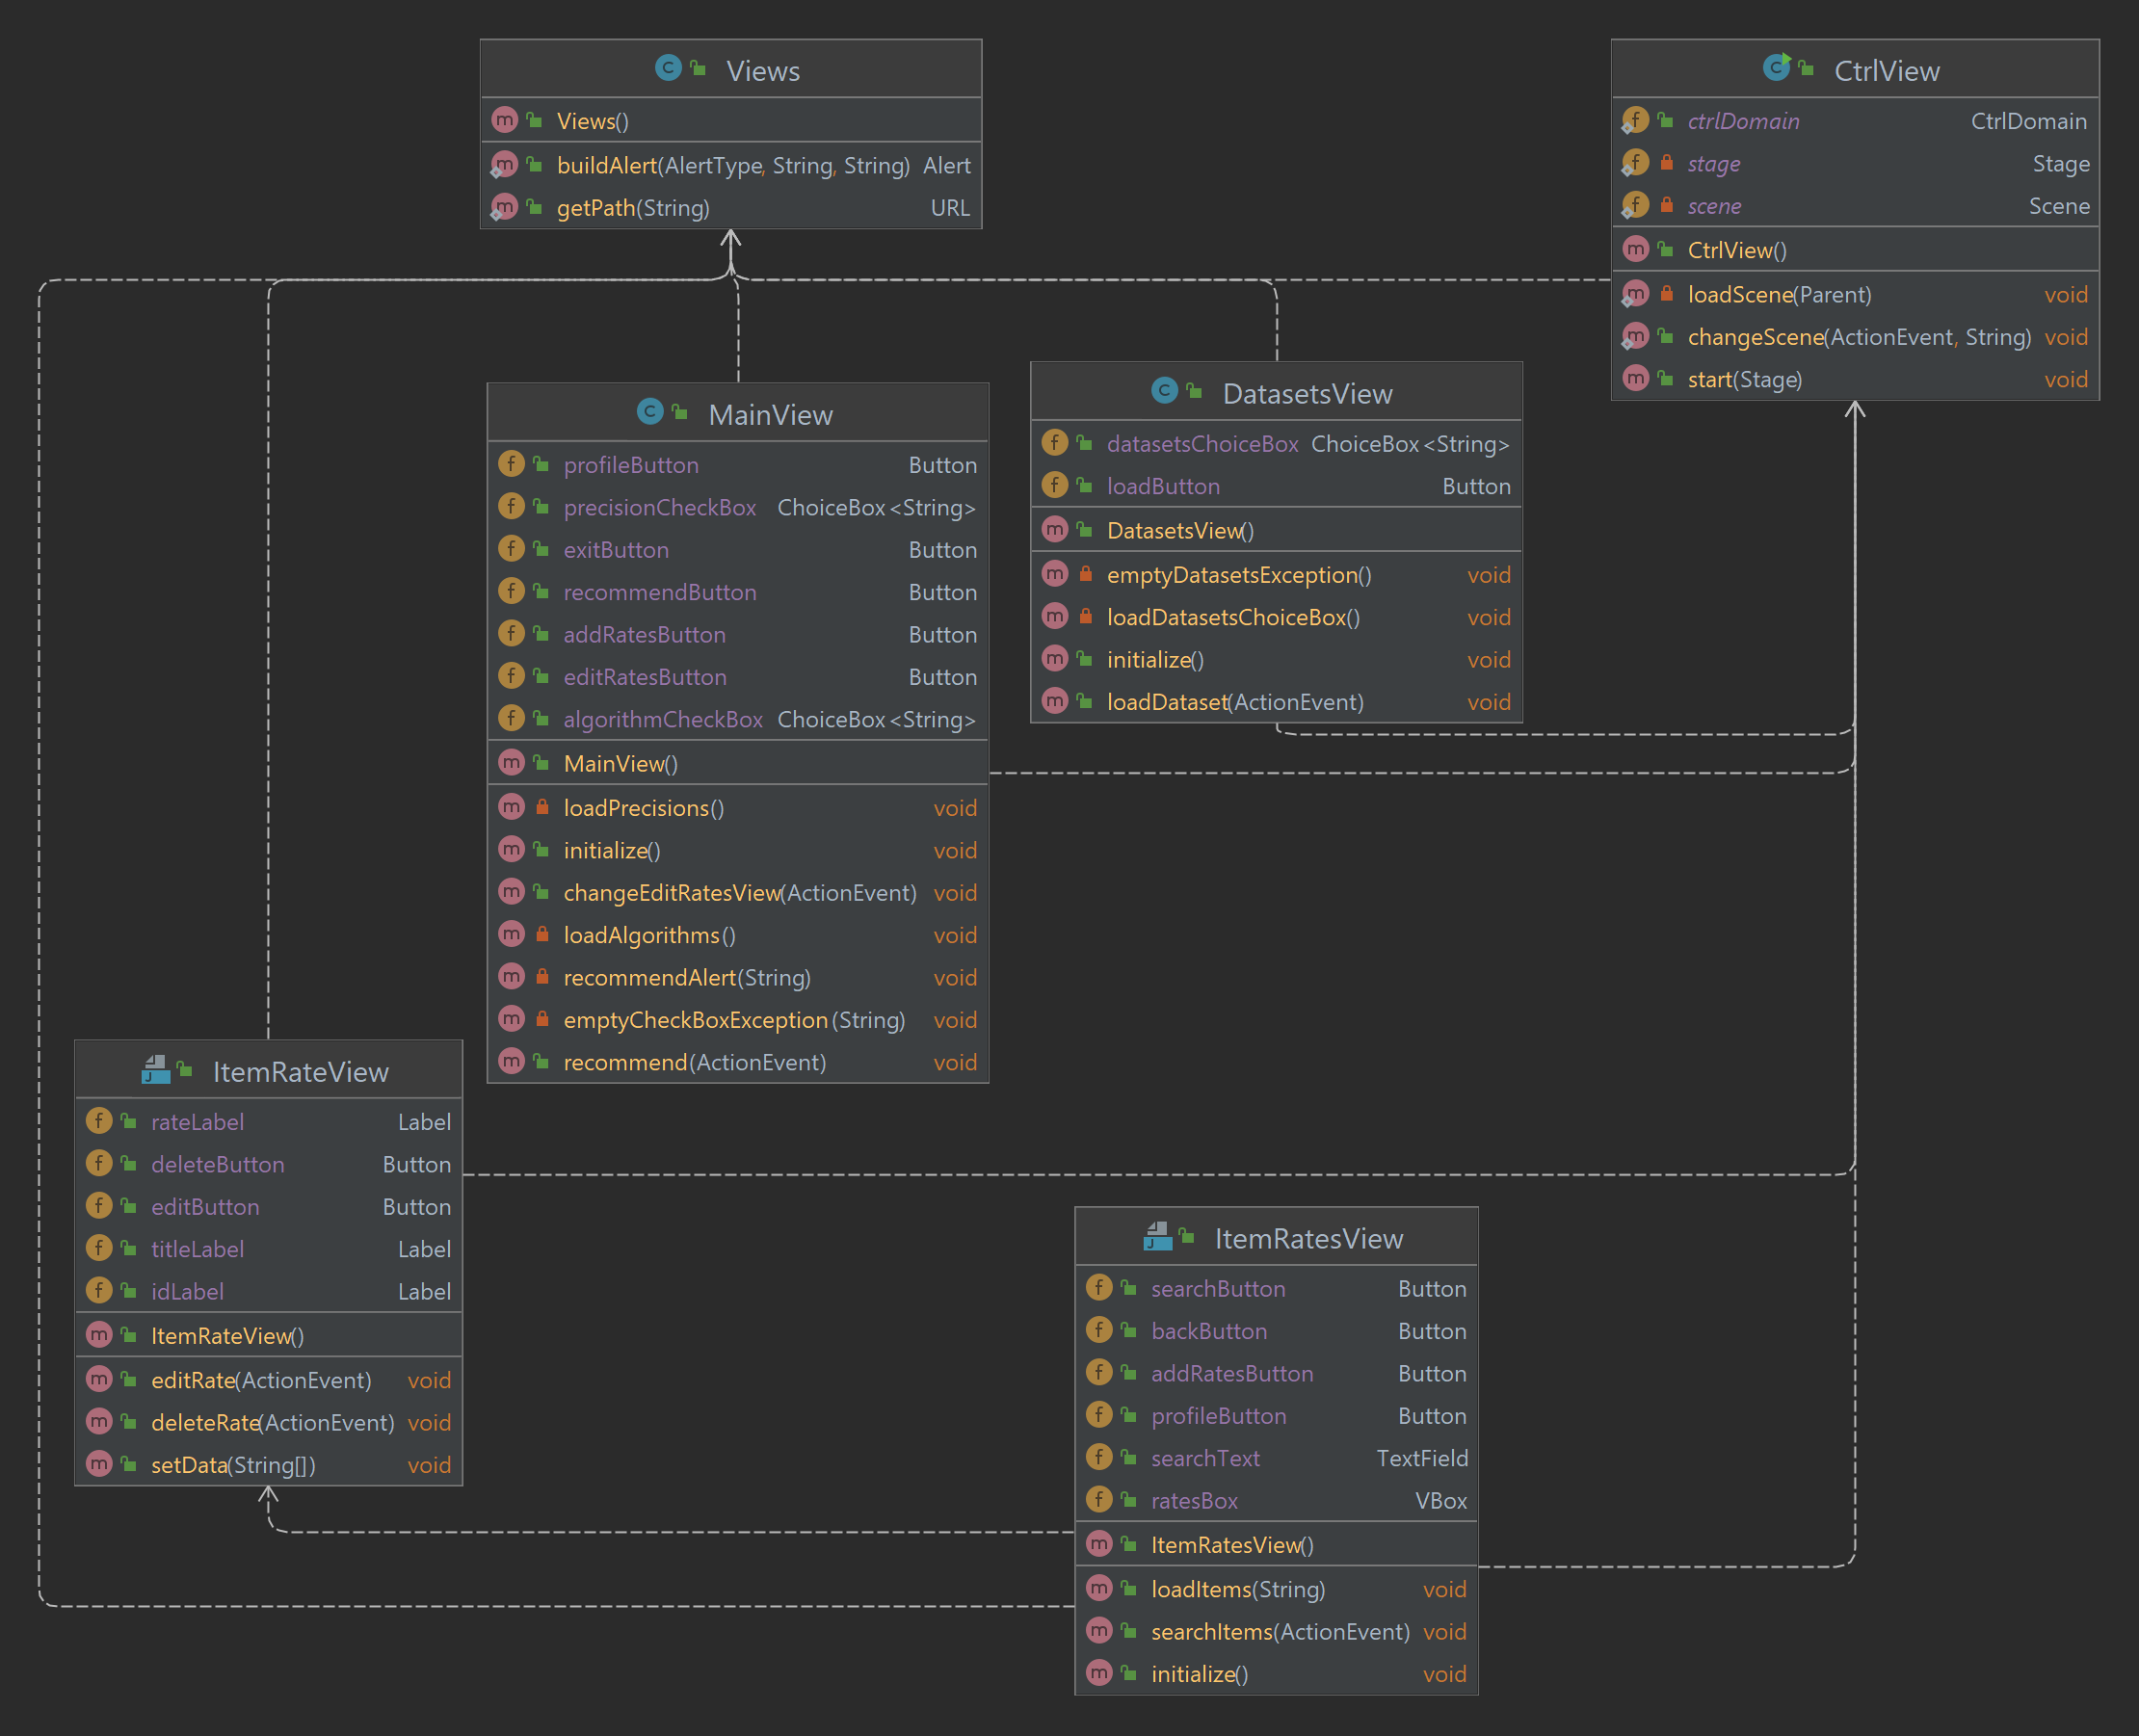 Views
Views()
buildAlert(AlertType, String, String) Alert
getPath(String) URL
CtrlView
ctrlDomain CtrlDomain
stage Stage
scene Scene
CtrlView()
loadScene(Parent) void
changeScene(ActionEvent, String) void
start(Stage) void
MainView
profileButton Button
precisionCheckBox ChoiceBox<String>
exitButton Button
recommendButton Button
addRatesButton Button
editRatesButton Button
algorithmCheckBox ChoiceBox<String>
MainView()
loadPrecisions() void
initialize() void
changeEditRatesView(ActionEvent) void
loadAlgorithms() void
recommendAlert(String) void
emptyCheckBoxException(String) void
recommend(ActionEvent) void
DatasetsView
datasetsChoiceBox ChoiceBox<String>
loadButton Button
DatasetsView()
emptyDatasetsException() void
loadDatasetsChoiceBox() void
initialize() void
loadDataset(ActionEvent) void
ItemRateView
rateLabel Label
deleteButton Button
editButton Button
titleLabel Label
idLabel Label
ItemRateView()
editRate(ActionEvent) void
deleteRate(ActionEvent) void
setData(String[]) void
ItemRatesView
searchButton Button
backButton Button
addRatesButton Button
profileButton Button
searchText TextField
ratesBox VBox
ItemRatesView()
loadItems(String) void
searchItems(ActionEvent) void
initialize() void